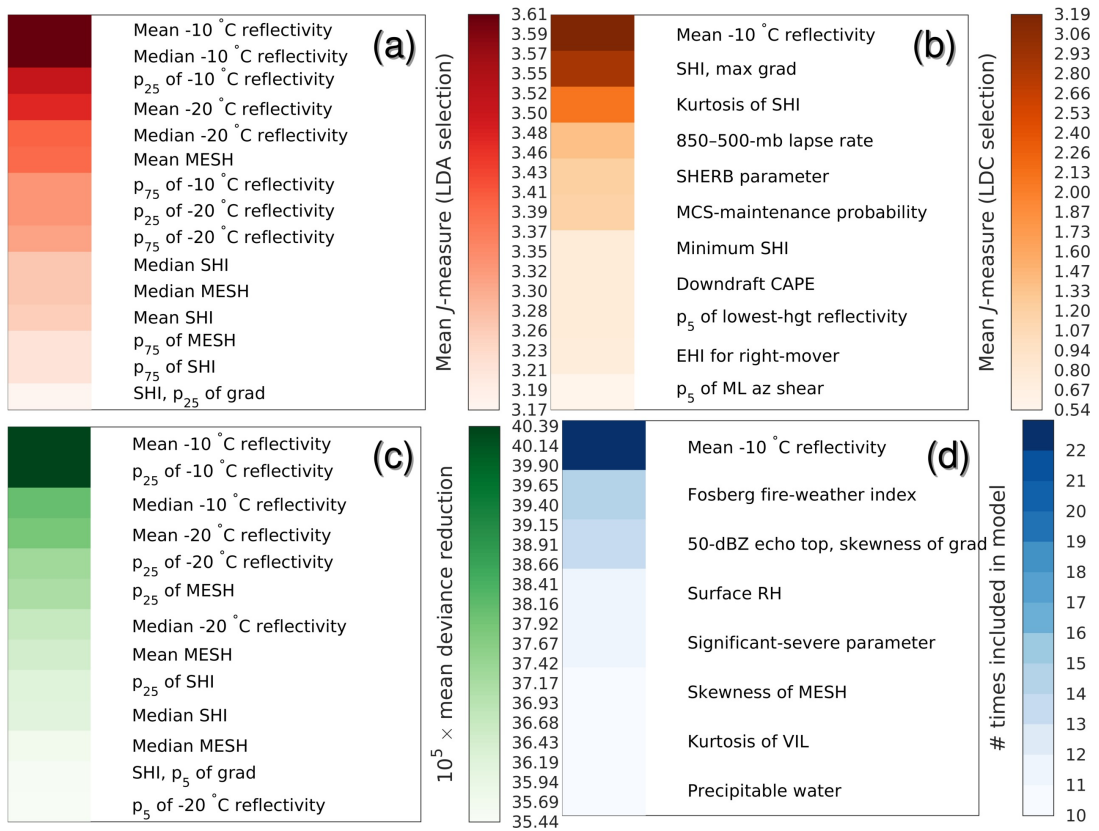 (a)
Mean -10 °C reflectivity
Median -10 °C reflectivity
p25 of -10 °C reflectivity
Mean -20 °C reflectivity
Median -20 °C reflectivity
Mean MESH
p75 of -10 °C reflectivity
p25 of -20 °C reflectivity
p75 of -20 °C reflectivity
Median SHI
Median MESH
Mean SHI
p75 of MESH
p75 of SHI
SHI, p25 of grad
Mean J-measure (LDA selection)
3.61
3.59
3.57
3.55
3.52
3.50
3.48
3.46
3.43
3.41
3.39
3.37
3.35
3.32
3.30
3.28
3.26
3.23
3.21
3.19
3.17
(b)
Mean -10 °C reflectivity
SHI, max grad
Kurtosis of SHI
850–500-mb lapse rate
SHERB parameter
MCS-maintenance probability
Minimum SHI
Downdraft CAPE
p5 of lowest-hgt reflectivity
EHI for right-mover
p5 of ML az shear
Mean J-measure (LDC selection)
3.19
3.06
2.93
2.80
2.66
2.53
2.40
2.26
2.13
2.00
1.87
1.73
1.60
1.47
1.33
1.20
1.07
0.94
0.80
0.67
0.54
(c)
Mean -10 °C reflectivity
p25 of -10 °C reflectivity
Median -10 °C reflectivity
Mean -20 °C reflectivity
p25 of -20 °C reflectivity
p25 of MESH
Median -20 °C reflectivity
Mean MESH
p25 of SHI
Median SHI
Median MESH
SHI, p5 of grad
p5 of -20 °C reflectivity
10^5 × mean deviance reduction
40.39
40.14
39.90
39.65
39.40
39.15
38.91
38.66
38.41
38.16
37.92
37.67
37.42
37.17
36.93
36.68
36.43
36.19
35.94
35.69
35.44
(d)
Mean -10 °C reflectivity
Fosberg fire-weather index
50-dBZ echo top, skewness of grad
Surface RH
Significant-severe parameter
Skewness of MESH
Kurtosis of VIL
Precipitable water
# times included in model
22
21
20
19
18
17
16
15
14
13
12
11
10